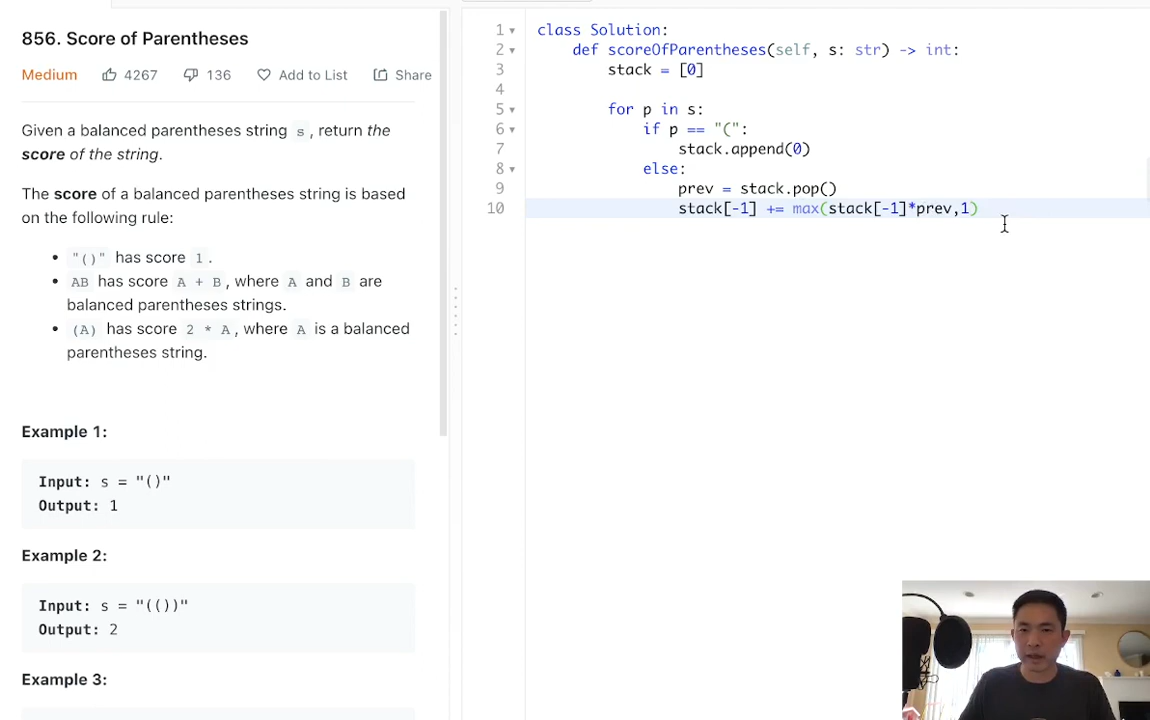 856. Score of Parentheses
Medium 4267 136 Add to List Share
Given a balanced parentheses string s, return the
score of the string.
The score of a balanced parentheses string is based
on the following rule:
• "()" has score 1.
• AB has score A + B, where A and B are
balanced parentheses strings.
• (A) has score 2 * A, where A is a balanced
parentheses string.
Example 1:
Input: s = "()"
Output: 1
Example 2:
Input: s = "(())"
Output: 2
Example 3:
1 class Solution:
2 def scoreOfParentheses(self, s: str) -> int:
3 stack = [0]
4
5 for p in s:
6 if p == "(":
7 stack.append(0)
8 else:
9 prev = stack.pop()
10 stack[-1] += max(stack[-1]*prev,1)